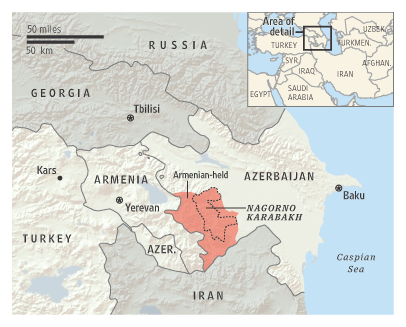 50 miles
50 km
RUSSIA
GEORGIA
Tbilisi
Kars
ARMENIA
Armenian-held
AZERBAIJAN
Yerevan
NAGORNO
KARABAKH
Baku
TURKEY
AZER.
Caspian
Sea
IRAN
Area of
detail
UZBEK.
TURKEY
TURKMEN.
SYR.
AFGHAN.
IRAQ
IRAN
EGYPT
SAUDI
ARABIA